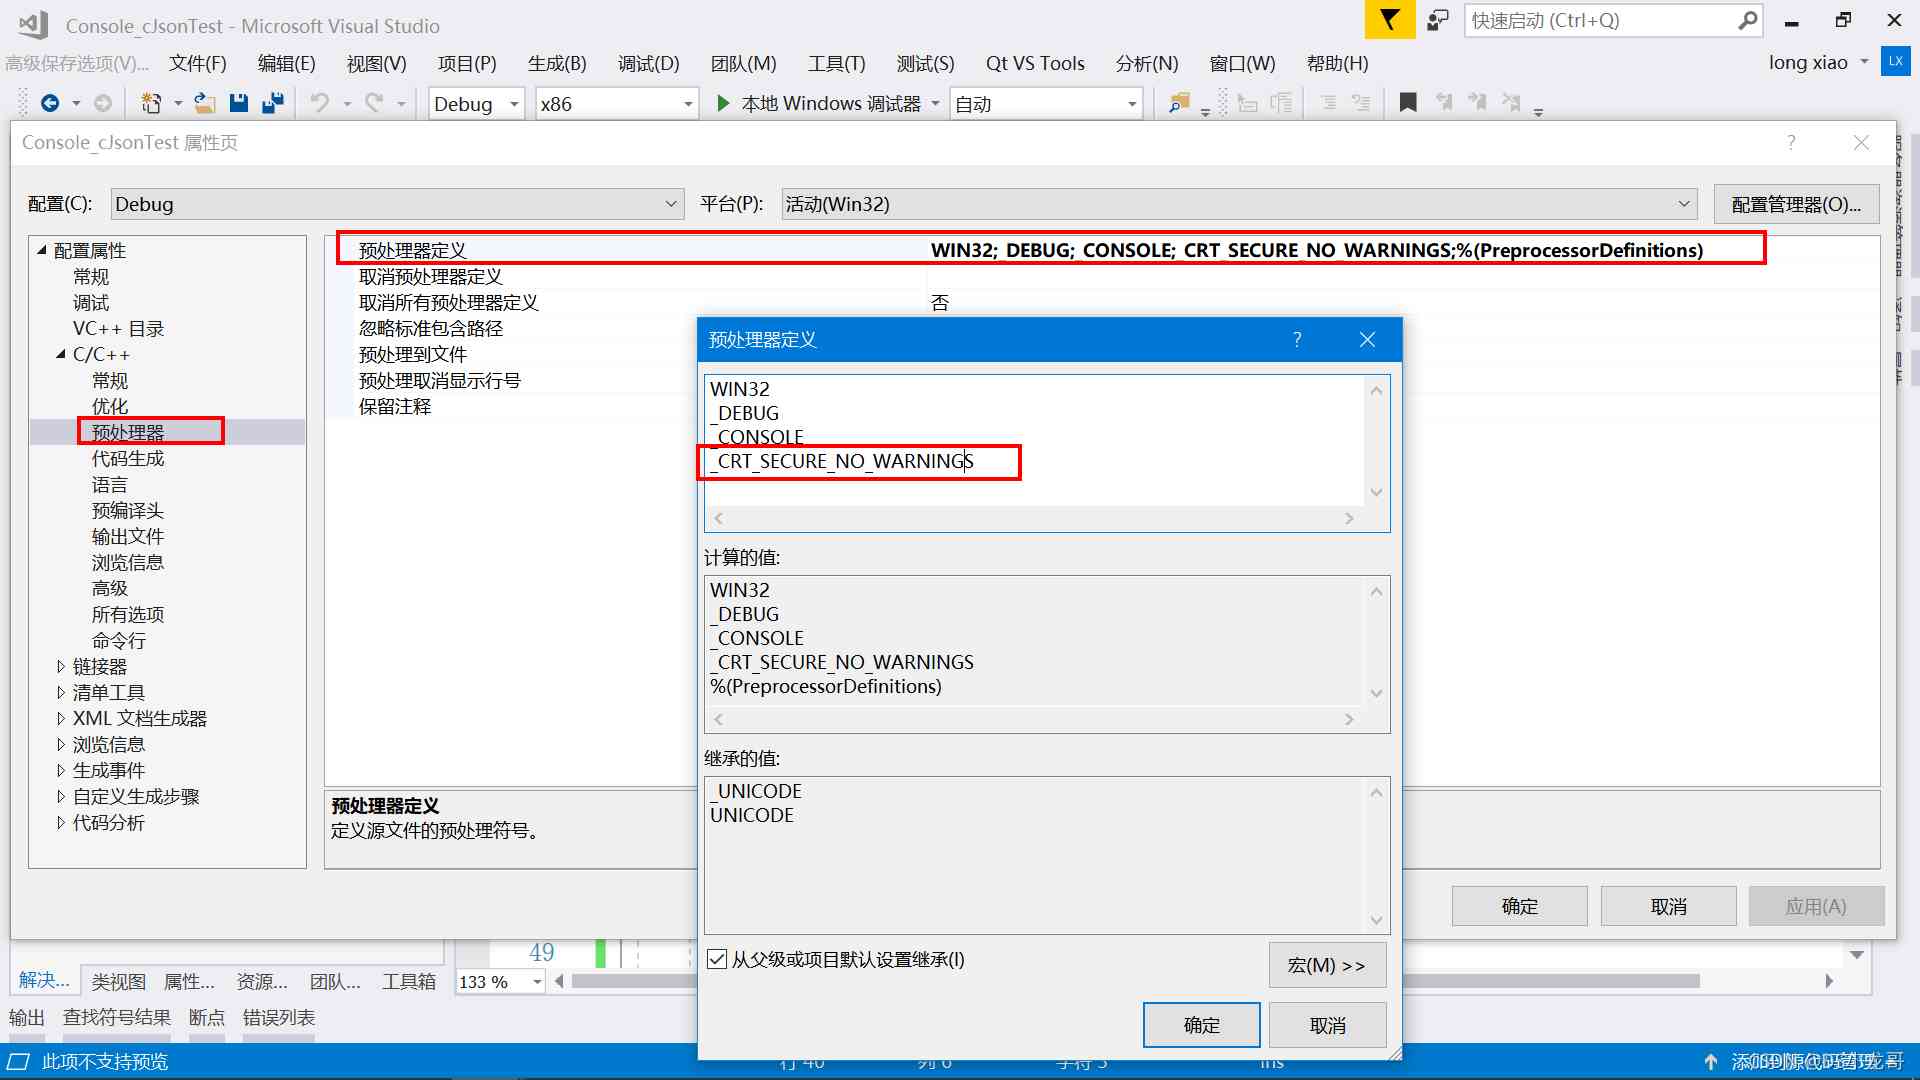 Console_cJsonTest - Microsoft Visual Studio
快速启动 (Ctrl+Q)
高级保存选项(V)... 文件(F) 编辑(E) 视图(V) 项目(P) 生成(B) 调试(D) 团队(M) 工具(T) 测试(S) Qt VS Tools 分析(N) 窗口(W) 帮助(H) long xiao LX
Debug x86 本地 Windows 调试器 自动
Console_cJsonTest 属性页
配置(C): Debug 平台(P): 活动(Win32) 配置管理器(O)...
配置属性
常规
调试
VC++ 目录
C/C++
常规
优化
预处理器
代码生成
语言
预编译头
输出文件
浏览信息
高级
所有选项
命令行
链接器
清单工具
XML 文档生成器
浏览信息
生成事件
自定义生成步骤
代码分析
预处理器定义 WIN32;_DEBUG;_CONSOLE;_CRT_SECURE_NO_WARNINGS;%(PreprocessorDefinitions)
取消预处理器定义
取消所有预处理器定义 否
忽略标准包含路径
预处理到文件
预处理取消显示行号
保留注释
预处理器定义
定义源文件的预处理符号。
预处理器定义
WIN32
_DEBUG
_CONSOLE
_CRT_SECURE_NO_WARNINGS
计算的值:
WIN32
_DEBUG
_CONSOLE
_CRT_SECURE_NO_WARNINGS
%(PreprocessorDefinitions)
继承的值:
_UNICODE
UNICODE
从父级或项目默认设置继承(I)
宏(M) >>
确定 取消
确定 取消 应用(A)
49
133 %
解决... 类视图 属性... 资源... 团队... 工具箱
输出 查找符号结果 断点 错误列表
此项不支持预览 行 40 列 6 字符 3 Ins